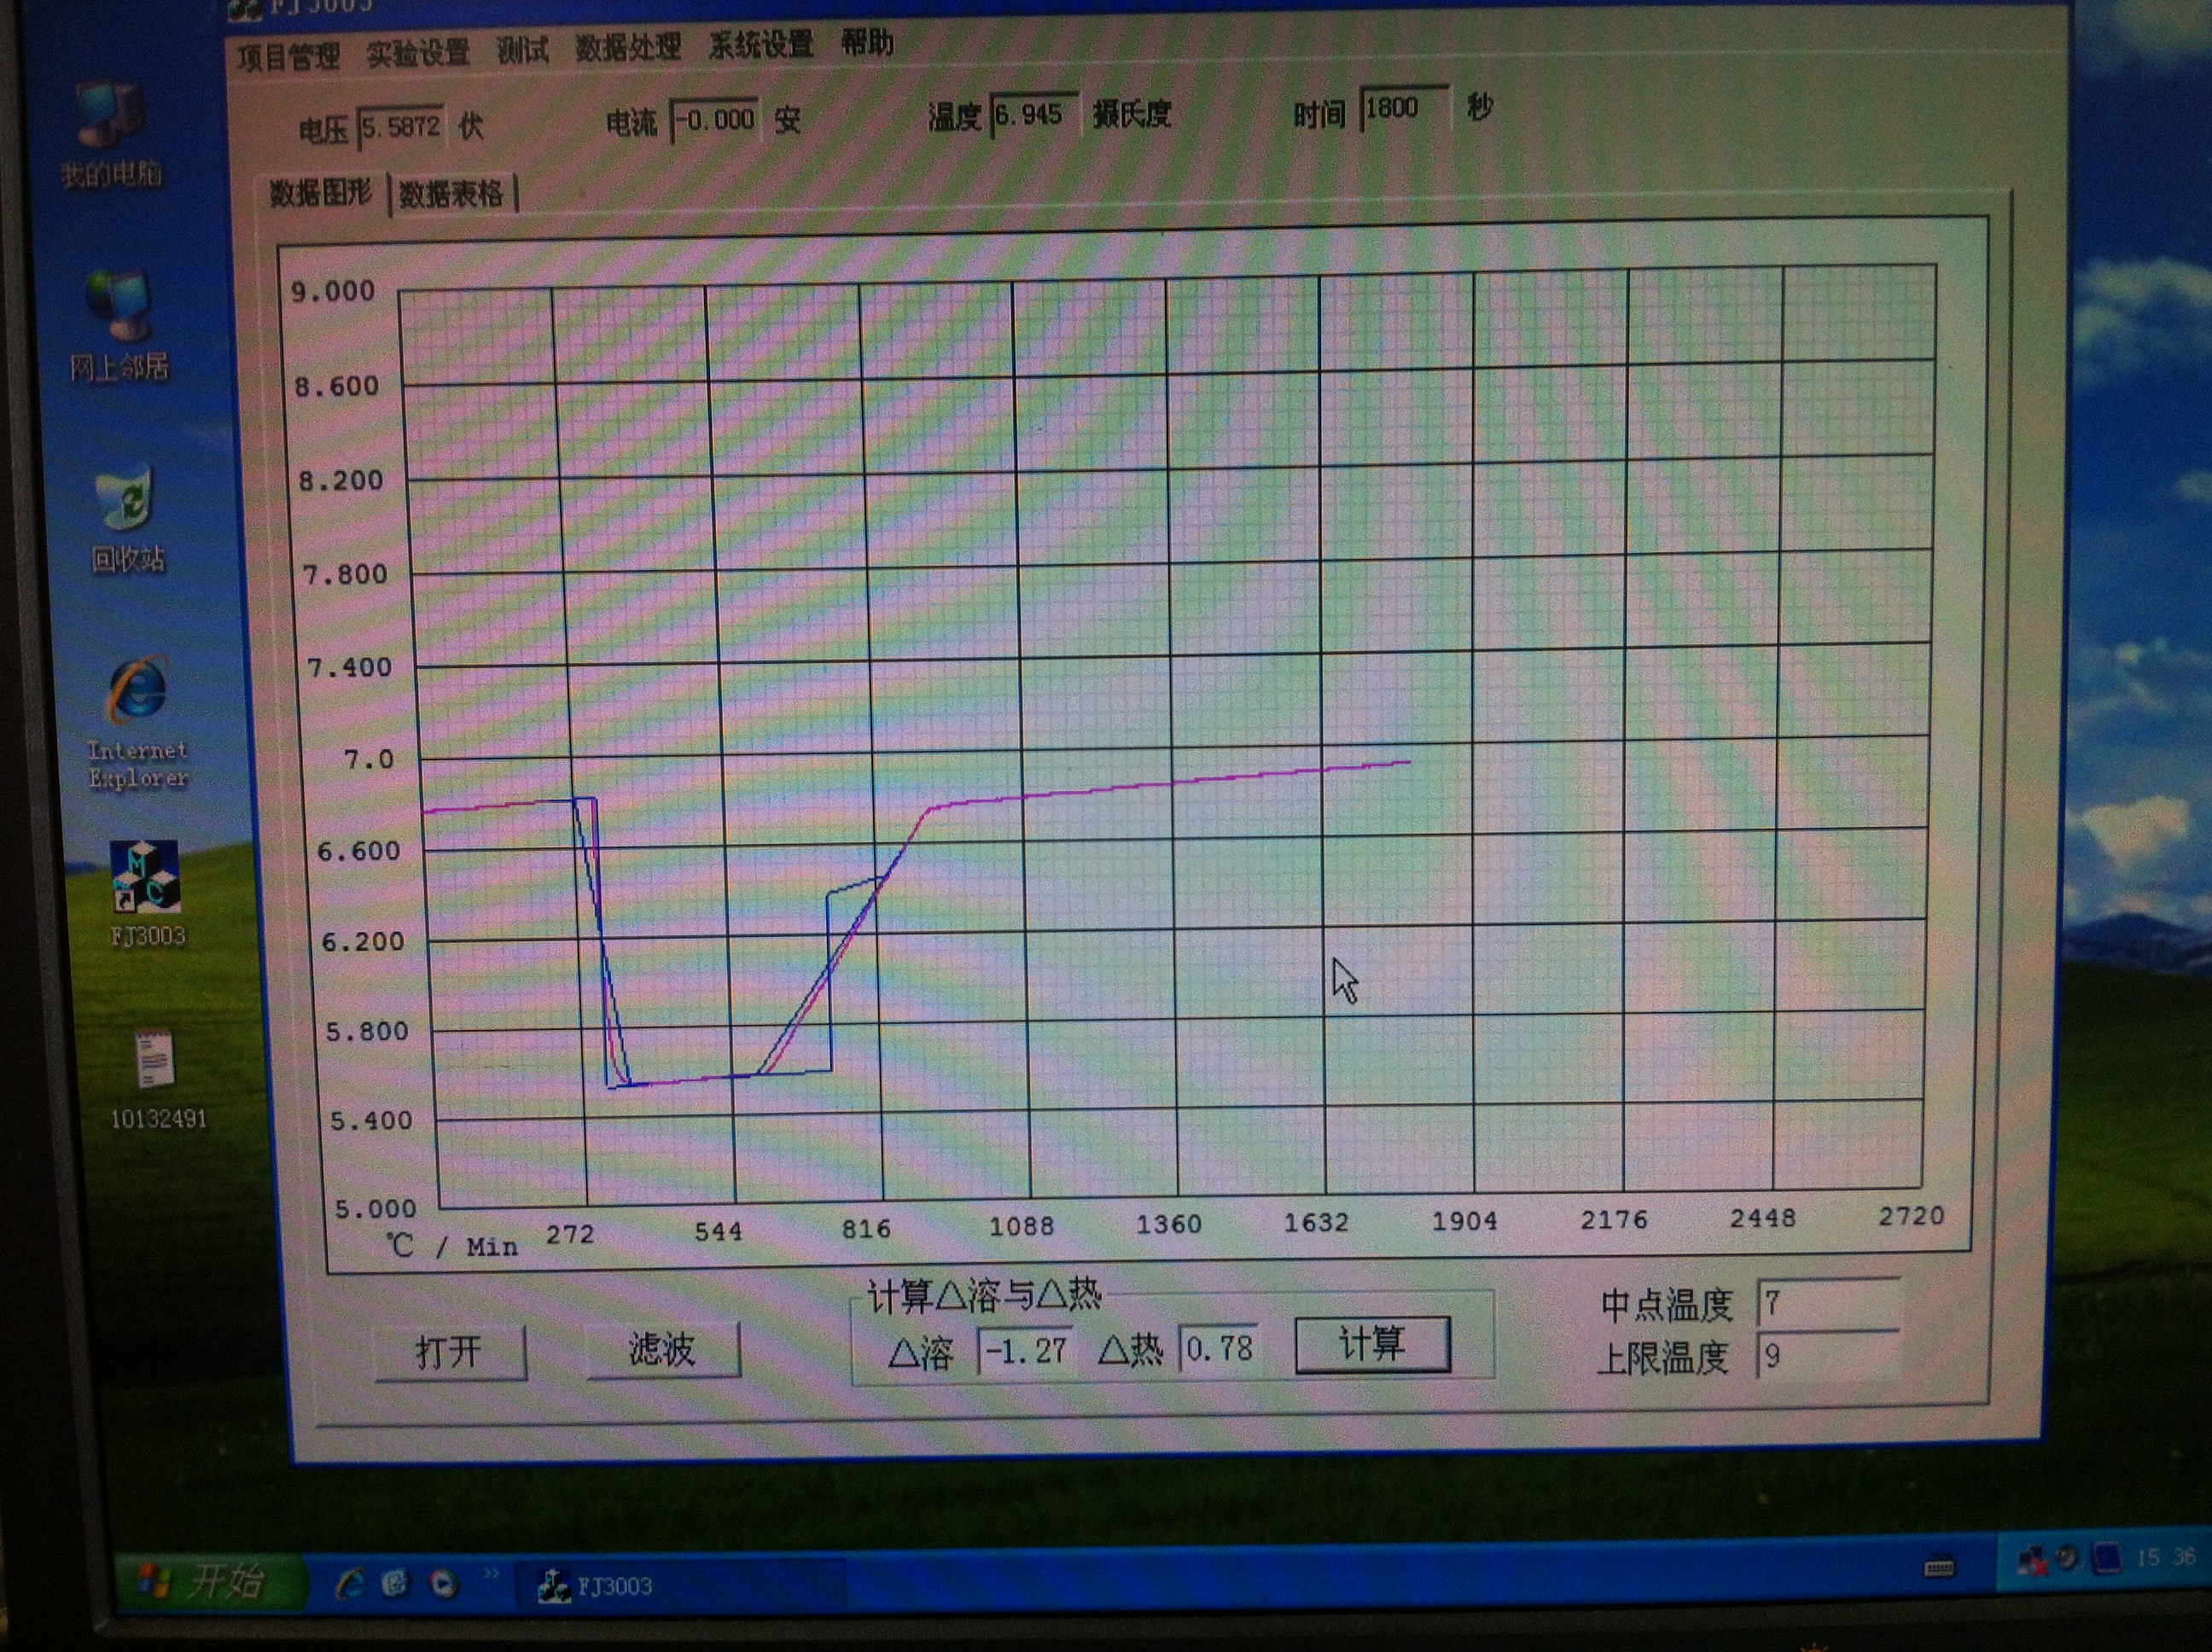 FJ3003
项目管理 实验设置 测试 数据处理 系统设置 帮助
电压 5.5872 伏 电流 -0.000 安 温度 6.945 摄氏度 时间 1800 秒
数据图形 数据表格
9.000
8.600
8.200
7.800
7.400
7.0
6.600
6.200
5.800
5.400
5.000
℃ / Min 272 544 816 1088 1360 1632 1904 2176 2448 2720
计算△溶与△热
打开 滤波 △溶 -1.27 △热 0.78 计算
中点温度 7
上限温度 9
我的电脑
网上邻居
回收站
Internet
Explorer
MC
FJ3003
10132491
开始 » FJ3003 15:36